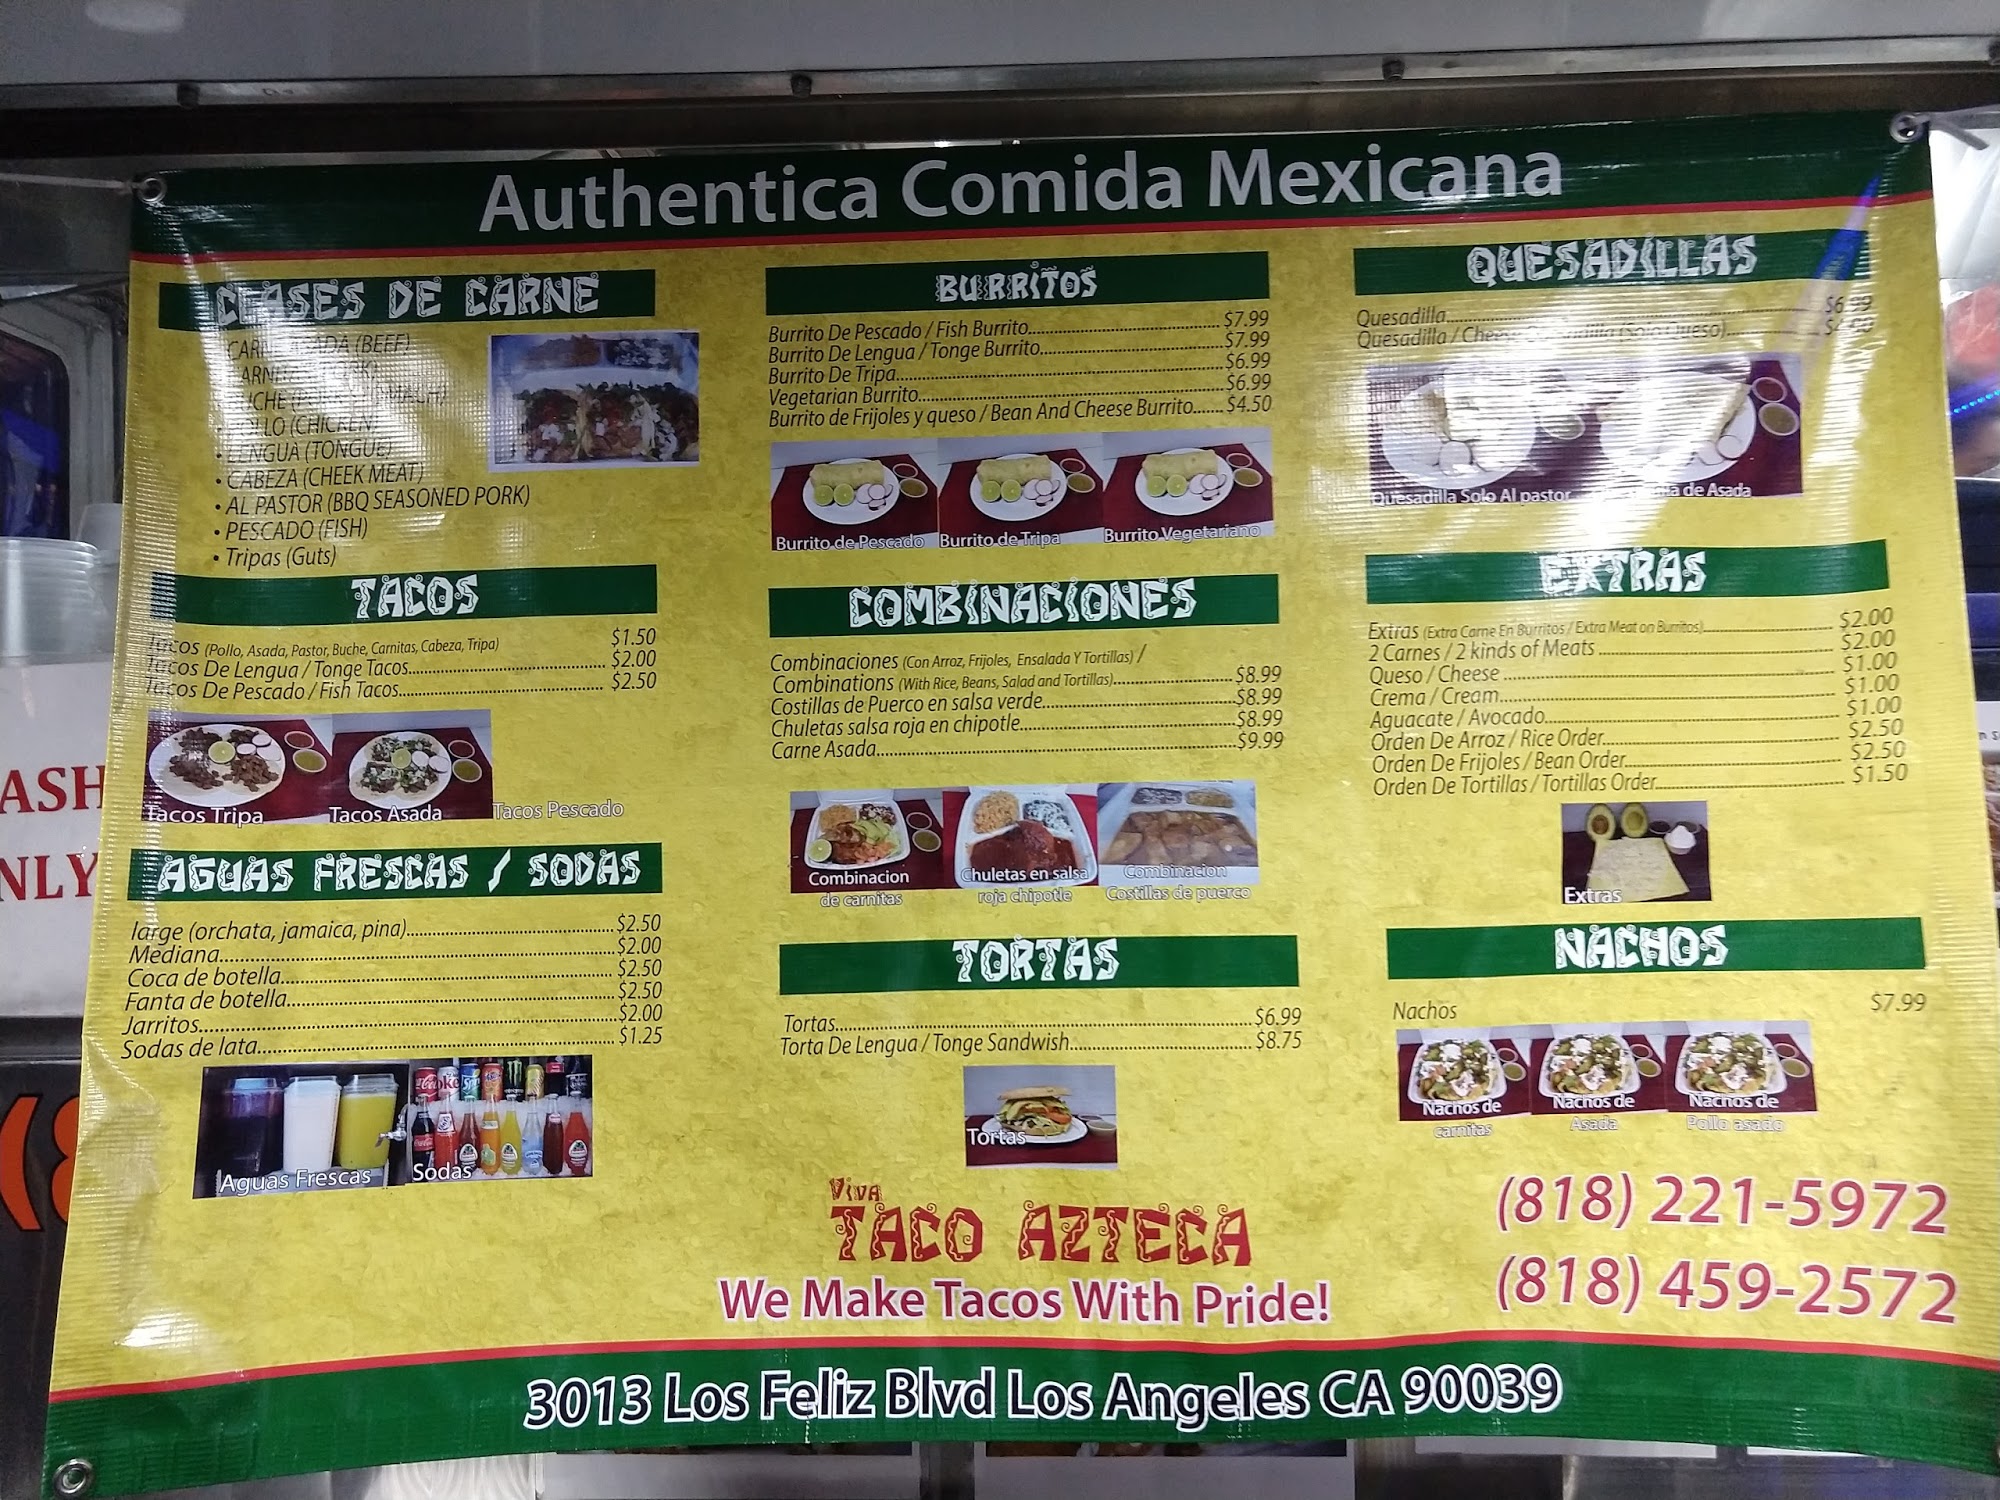 Authentica Comida Mexicana
CLASES DE CARNE
CARNE ASADA (BEEF)
• POLLO (CHICKEN)
• LENGUA (TONGUE)
• CABEZA (CHEEK MEAT)
• AL PASTOR (BBQ SEASONED PORK)
• PESCADO (FISH)
• Tripas (Guts)
TACOS
Tacos (Pollo, Asada, Pastor, Buche, Carnitas, Cabeza, Tripa) $1.50
Tacos De Lengua / Tonge Tacos $2.00
Tacos De Pescado / Fish Tacos $2.50
Tacos Tripa
Tacos Asada
Tacos Pescado
AGUAS FRESCAS / SODAS
large (orchata, jamaica, pina) $2.50
Mediana $2.00
Coca de botella $2.50
Fanta de botella $2.50
Jarritos $2.00
Sodas de lata $1.25
Aguas Frescas
Sodas
BURRITOS
Burrito De Pescado / Fish Burrito $7.99
Burrito De Lengua / Tonge Burrito $7.99
Burrito De Tripa $6.99
Vegetarian Burrito $6.99
Burrito de Frijoles y queso / Bean And Cheese Burrito $4.50
Burrito de Pescado
Burrito de Tripa
Burrito Vegetariano
COMBINACIONES
Combinaciones (Con Arroz, Frijoles, Ensalada Y Tortillas) /
Combinations (With Rice, Beans, Salad and Tortillas) $8.99
Costillas de Puerco en salsa verde $8.99
Chuletas salsa roja en chipotle $8.99
Carne Asada $9.99
Combinacion
de carnitas
Chuletas en salsa
roja chipotle
Combinacion
Costillas de puerco
TORTAS
Tortas $6.99
Torta De Lengua / Tonge Sandwish $8.75
Tortas
QUESADILLAS
Quesadilla $6.99
Quesadilla / Cheese (Solo Queso)
Quesadilla Solo Al pastor
de Asada
EXTRAS
Extras (Extra Carne En Burritos / Extra Meat on Burritos) $2.00
2 Carnes / 2 kinds of Meats $2.00
Queso / Cheese $1.00
Crema / Cream $1.00
Aguacate / Avocado $1.00
Orden De Arroz / Rice Order $2.50
Orden De Frijoles / Bean Order $2.50
Orden De Tortillas / Tortillas Order $1.50
Extras
NACHOS
Nachos $7.99
Nachos de
carnitas
Nachos de
Asada
Nachos de
Pollo asado
VIVA
TACO AZTECA
We Make Tacos With Pride!
(818) 221-5972
(818) 459-2572
3013 Los Feliz Blvd Los Angeles CA 90039